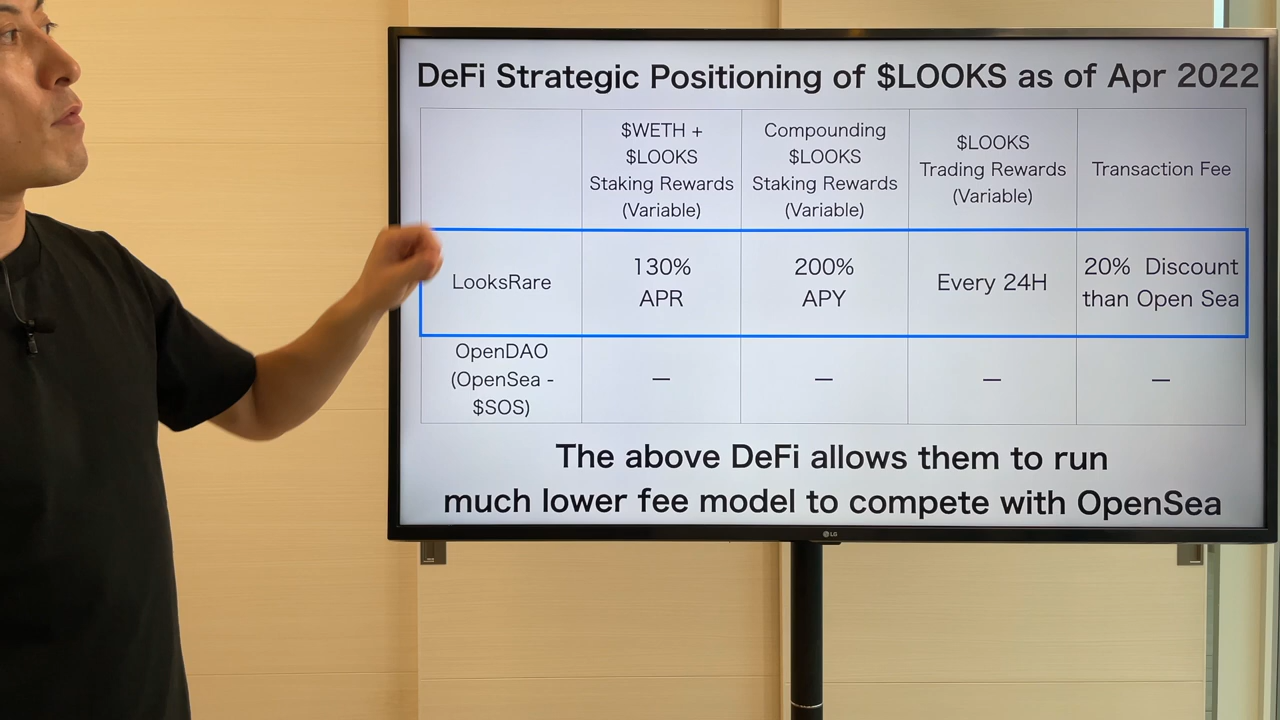 DeFi Strategic Positioning of $LOOKS as of Apr 2022
$WETH +
$LOOKS
Staking Rewards
(Variable)
Compounding
$LOOKS
Staking Rewards
(Variable)
$LOOKS
Trading Rewards
(Variable)
Transaction Fee
LooksRare
130%
APR
200%
APY
Every 24H
20% Discount
than Open Sea
OpenDAO
(OpenSea -
$SOS)
—
—
—
—
The above DeFi allows them to run
much lower fee model to compete with OpenSea
LG